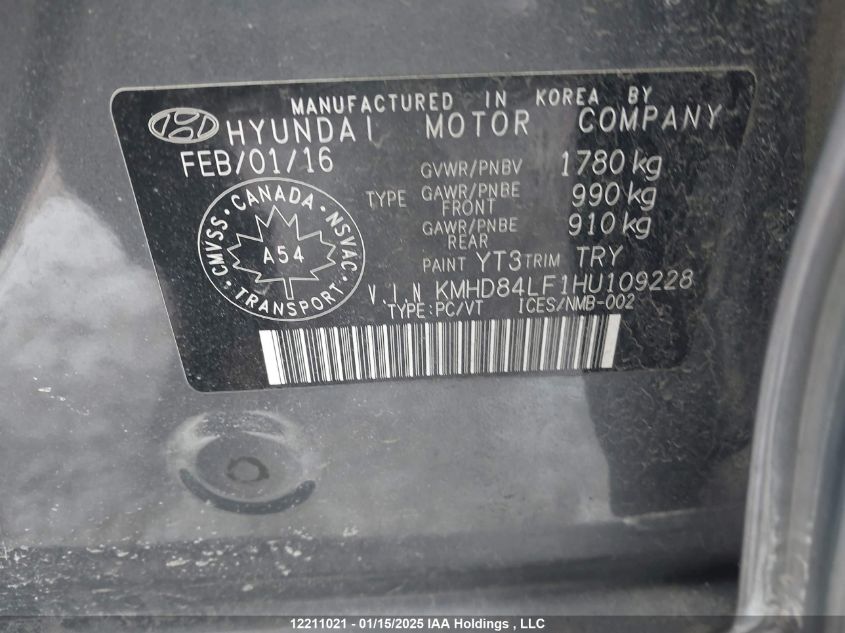 MANUFACTURED IN KOREA BY
HYUNDAI MOTOR COMPANY
FEB/01/16
GVWR/PNBV 1780 kg
TYPE GAWR/PNBE FRONT 990 kg
GAWR/PNBE REAR 910 kg
PAINT YT3 TRIM TRY
CMVSS · CANADA · NSVAC
A54
· TRANSPORT ·
V.I.N KMHD84LF1HU109228
TYPE:PC/VT ICES/NMB-002
12211021 - 01/15/2025 IAA Holdings , LLC